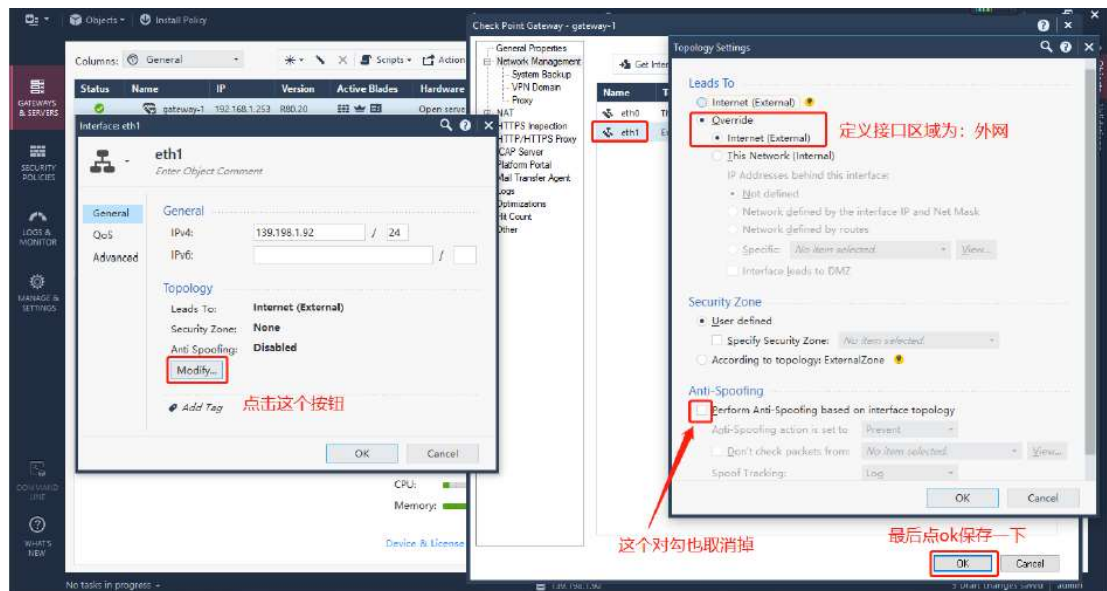 Objects
Install Policy
Columns:
General
Scripts
Action
Status
Name
IP
Version
Active Blades
Hardware
gateway-1
192.168.1.253
R80.20
Open serve
GATEWAYS
& SERVERS
SECURITY
POLICIES
LOGS &
MONITOR
MANAGE &
SETTINGS
COMMAND
LINE
WHAT'S
NEW
Interface: eth1
eth1
Enter Object Comment
General
QoS
Advanced
General
IPv4:
139.198.1.92
/
24
IPv6:
/
Topology
Leads To:
Internet (External)
Security Zone:
None
Anti Spoofing:
Disabled
Modify...
点击这个按钮
Add Tag
OK
Cancel
CPU:
Memory:
Device & License
No tasks in progress
139.198.1.92
admin
Check Point Gateway - gateway-1
General Properties
Network Management
System Backup
VPN Domain
Proxy
NAT
HTTPS Inspection
HTTP/HTTPS Proxy
ICAP Server
Platform Portal
Mail Transfer Agent
Logs
Optimizations
Hit Count
Other
Get Inter
Name
eth0
eth1
Topology Settings
Leads To
Internet (External)
Override
Internet (External)
定义接口区域为：外网
This Network (Internal)
IP Addresses behind this interface:
Not defined
Network defined by the interface IP and Net Mask
Network defined by routes
Specific:
No item selected.
View...
Interface leads to DMZ
Security Zone
User defined
Specify Security Zone:
No item selected.
According to topology: ExternalZone
Anti-Spoofing
Perform Anti-Spoofing based on interface topology
Anti-Spoofing action is set to
Prevent
Don't check packets from:
No item selected.
View...
Spoof Tracking:
Log
OK
Cancel
这个对勾也取消掉
最后点ok保存一下
OK
Cancel